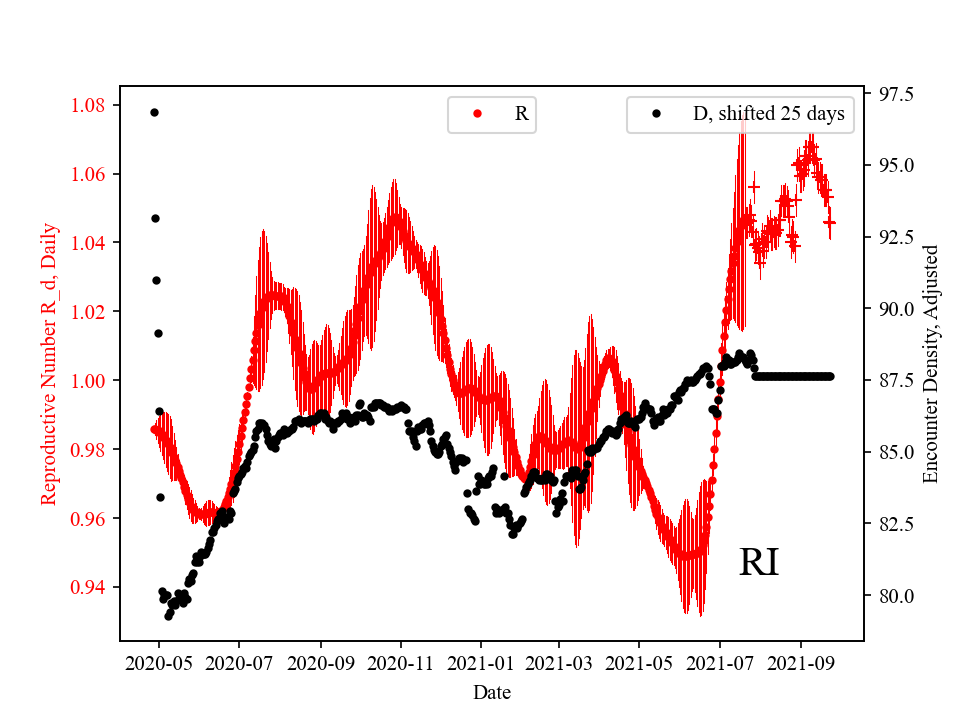 R
D, shifted 25 days
1.08
1.06
1.04
1.02
1.00
0.98
0.96
0.94
Reproductive Number R_d, Daily
97.5
95.0
92.5
90.0
87.5
85.0
82.5
80.0
Encounter Density, Adjusted
RI
2020-05 2020-07 2020-09 2020-11 2021-01 2021-03 2021-05 2021-07 2021-09
Date